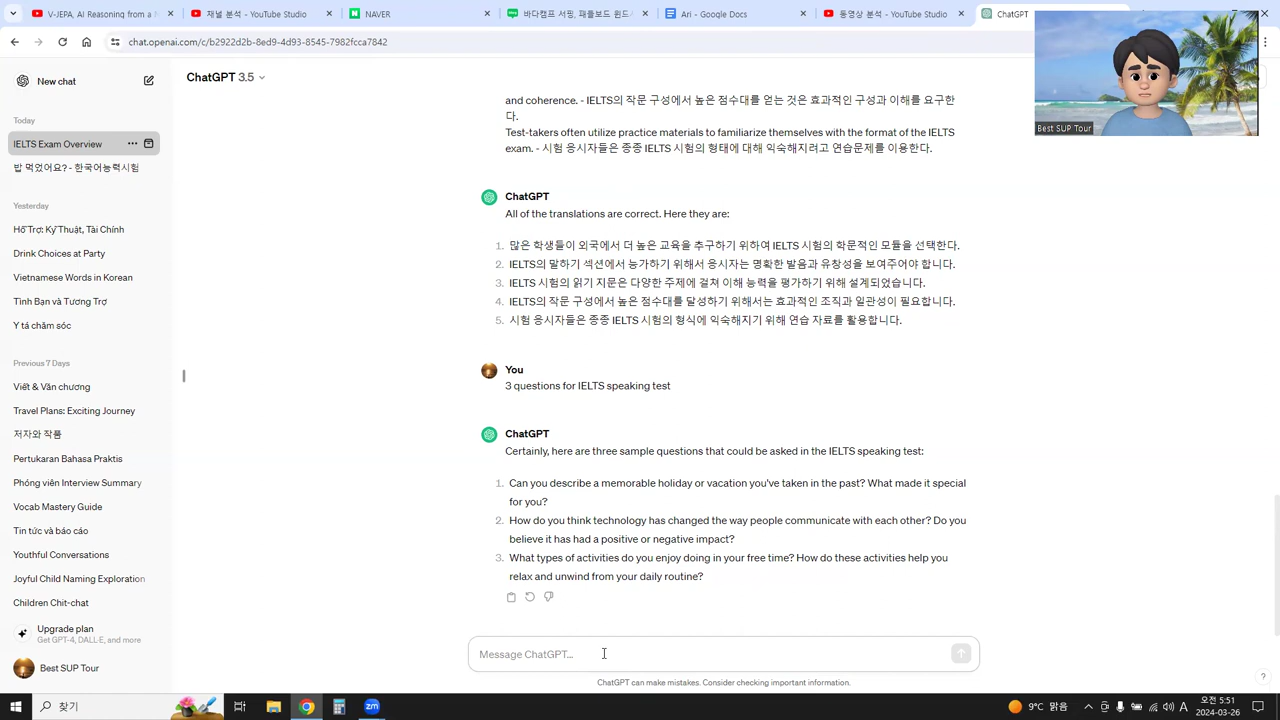 V-JEPA, AI Reasoning from a N
채널 분석 - YouTube Studio
NAVER
바다캠프 서핑, 패들보드 윈드
Ari - Google Docs
동영상 분석 - YouTube Studio
ChatGPT
chat.openai.com/c/b2922d2b-8ed9-4d93-8545-7982fcca7842
New chat
Today
IELTS Exam Overview
밥 먹었어요? - 한국어능력시험
Yesterday
Hồ Trợ: Kỹ Thuật, Tài Chính
Drink Choices at Party
Vietnamese Words in Korean
Tình Bạn và Tương Trợ
Y tá chăm sóc
Previous 7 Days
Viết & Văn chương
Travel Plans: Exciting Journey
저자와 작품
Pertukaran Bahasa Praktis
Phóng viên Interview Summary
Vocab Mastery Guide
Tin tức và báo cáo
Youthful Conversations
Joyful Child Naming Exploration
Children Chit-chat
Upgrade plan
Get GPT-4, DALL·E, and more
Best SUP Tour
ChatGPT 3.5
and coherence. - IELTS의 작문 구성에서 높은 점수대를 얻는 것은 효과적인 구성과 이해를 요구한
다.
Test-takers often utilize practice materials to familiarize themselves with the format of the IELTS
exam. - 시험 응시자들은 종종 IELTS 시험의 형태에 대해 익숙해지려고 연습문제를 이용한다.
ChatGPT
All of the translations are correct. Here they are:
1. 많은 학생들이 외국에서 더 높은 교육을 추구하기 위하여 IELTS 시험의 학문적인 모듈을 선택한다.
2. IELTS의 말하기 섹션에서 능가하기 위해서 응시자는 명확한 발음과 유창성을 보여주어야 합니다.
3. IELTS 시험의 읽기 지문은 다양한 주제에 걸쳐 이해 능력을 평가하기 위해 설계되었습니다.
4. IELTS의 작문 구성에서 높은 점수대를 달성하기 위해서는 효과적인 조직과 일관성이 필요합니다.
5. 시험 응시자들은 종종 IELTS 시험의 형식에 익숙해지기 위해 연습 자료를 활용합니다.
You
3 questions for IELTS speaking test
ChatGPT
Certainly, here are three sample questions that could be asked in the IELTS speaking test:
1. Can you describe a memorable holiday or vacation you've taken in the past? What made it special
for you?
2. How do you think technology has changed the way people communicate with each other? Do you
believe it has had a positive or negative impact?
3. What types of activities do you enjoy doing in your free time? How do these activities help you
relax and unwind from your daily routine?
Message ChatGPT...
ChatGPT can make mistakes. Consider checking important information.
?
Best SUP Tour
찾기
zm
9°C 맑음
A
오전 5:51
2024-03-26